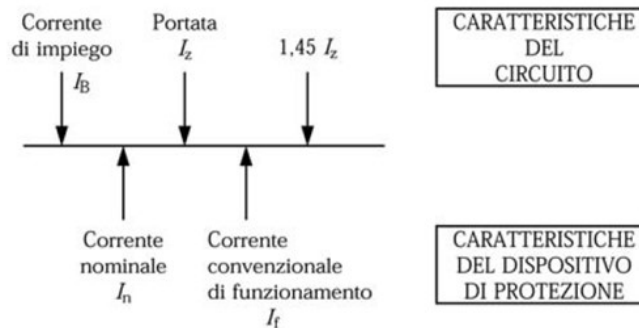 Corrente
di impiego
I_B
Portata
I_z
1,45 I_z
CARATTERISTICHE
DEL
CIRCUITO
Corrente
nominale
I_n
Corrente
convenzionale
di funzionamento
I_f
CARATTERISTICHE
DEL DISPOSITIVO
DI PROTEZIONE